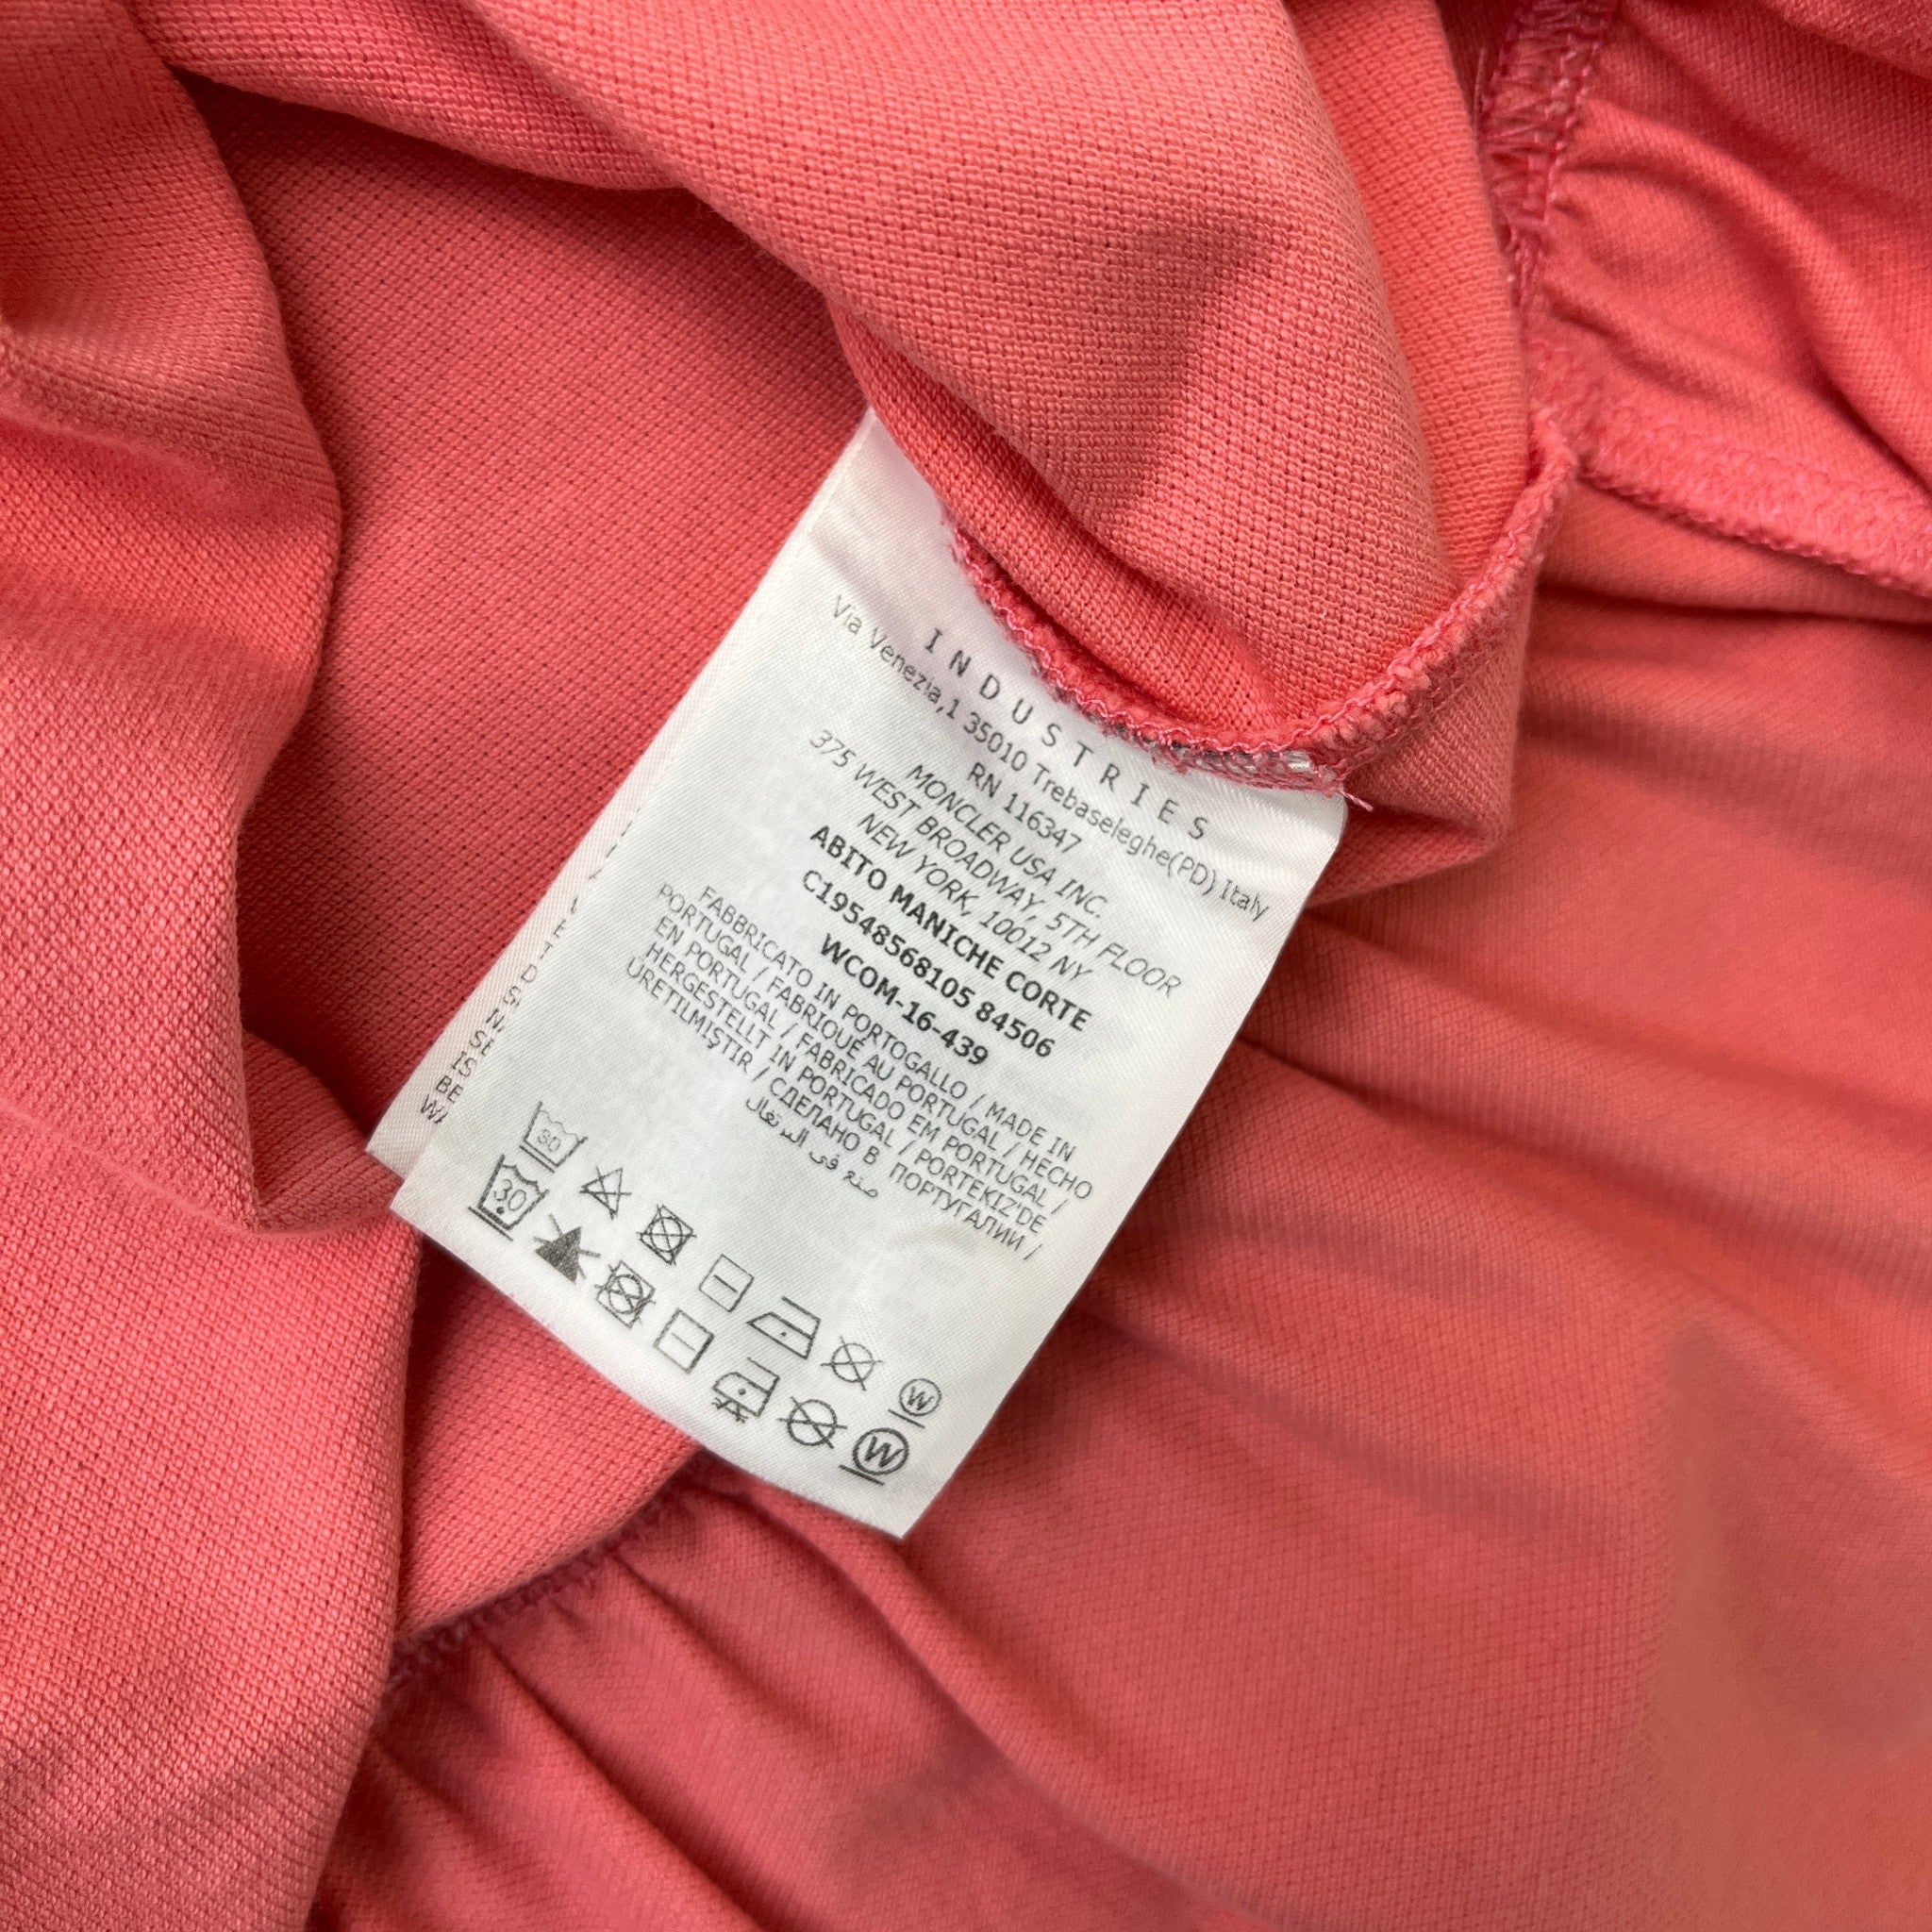 INDUSTRIES
Via Venezia,1 35010 Trebaseleghe(PD) Italy
RN 116347
MONCLER USA INC.
375 WEST BROADWAY, 5TH FLOOR
NEW YORK, 10012 NY
ABITO MANICHE CORTE
C19548568105 84506
WCOM-16-439
FABBRICATO IN PORTOGALLO / MADE IN
PORTUGAL / FABRIQUÉ AU PORTUGAL / HECHO
EN PORTUGAL / FABRICADO EM PORTUGAL /
HERGESTELLT IN PORTUGAL / PORTEKIZ'DE
ÜRETILMIŞTIR / СДЕЛАНО В ПОРТУГАЛИИ /
صنع في البرتغال
30
W
30
W